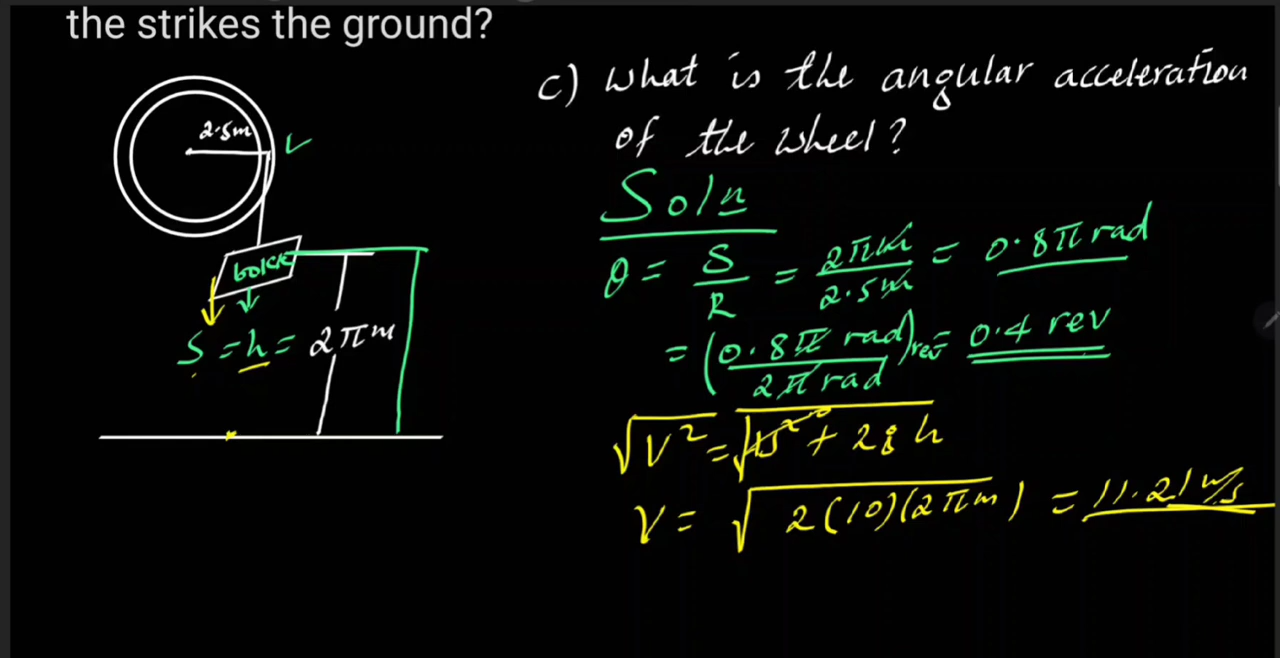 the strikes the ground?
2.5m
V
block
S = h = 2πm
c) What is the angular acceleration
of the wheel?
Soln
θ = S/R = 2πm/2.5m = 0.8π rad
= (0.8π rad/2π rad)rev = 0.4 rev
√V² = √u²⁰ + 2gh
V = √2(10)(2πm) = 11.21 m/s